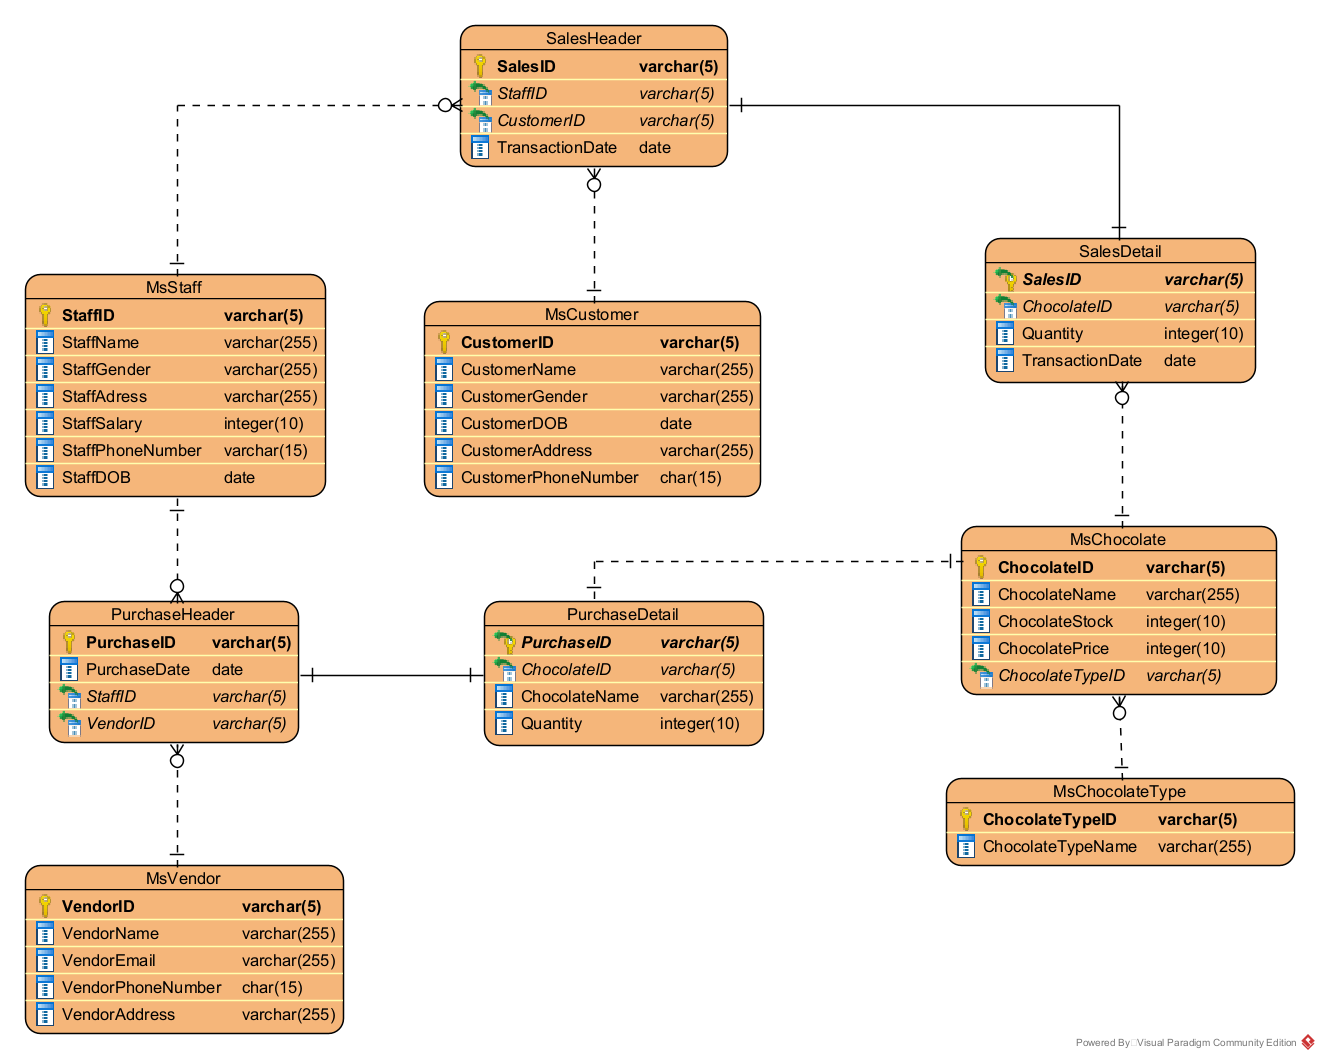 SalesHeader
SalesID varchar(5)
StaffID varchar(5)
CustomerID varchar(5)
TransactionDate date
SalesDetail
SalesID varchar(5)
ChocolateID varchar(5)
Quantity integer(10)
TransactionDate date
MsStaff
StaffID varchar(5)
StaffName varchar(255)
StaffGender varchar(255)
StaffAdress varchar(255)
StaffSalary integer(10)
StaffPhoneNumber varchar(15)
StaffDOB date
MsCustomer
CustomerID varchar(5)
CustomerName varchar(255)
CustomerGender varchar(255)
CustomerDOB date
CustomerAddress varchar(255)
CustomerPhoneNumber char(15)
MsChocolate
ChocolateID varchar(5)
ChocolateName varchar(255)
ChocolateStock integer(10)
ChocolatePrice integer(10)
ChocolateTypeID varchar(5)
PurchaseHeader
PurchaseID varchar(5)
PurchaseDate date
StaffID varchar(5)
VendorID varchar(5)
PurchaseDetail
PurchaseID varchar(5)
ChocolateID varchar(5)
ChocolateName varchar(255)
Quantity integer(10)
MsChocolateType
ChocolateTypeID varchar(5)
ChocolateTypeName varchar(255)
MsVendor
VendorID varchar(5)
VendorName varchar(255)
VendorEmail varchar(255)
VendorPhoneNumber char(15)
VendorAddress varchar(255)
Powered By Visual Paradigm Community Edition